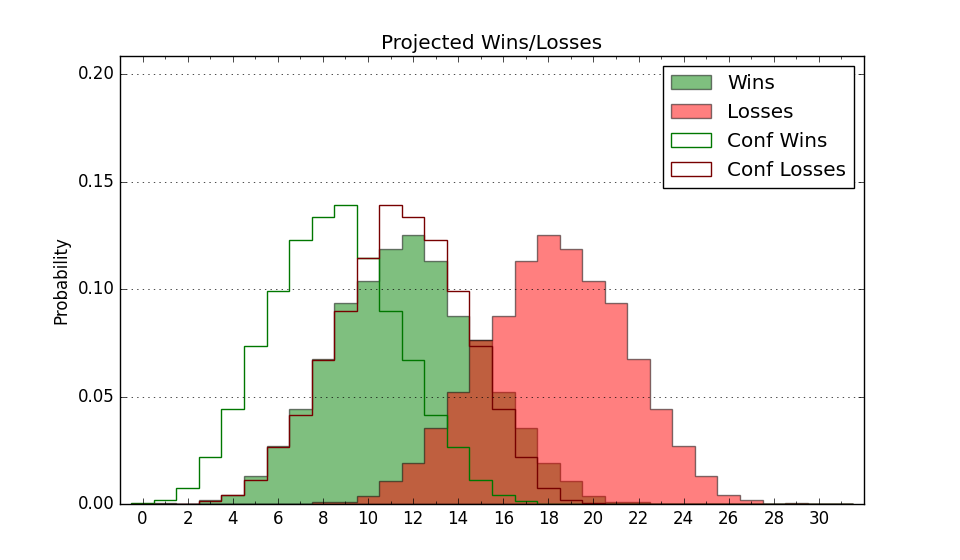 Projected Wins/Losses
0.20
0.15
0.10
0.05
0.00
Probability
Wins
Losses
Conf Wins
Conf Losses
0 2 4 6 8 10 12 14 16 18 20 22 24 26 28 30